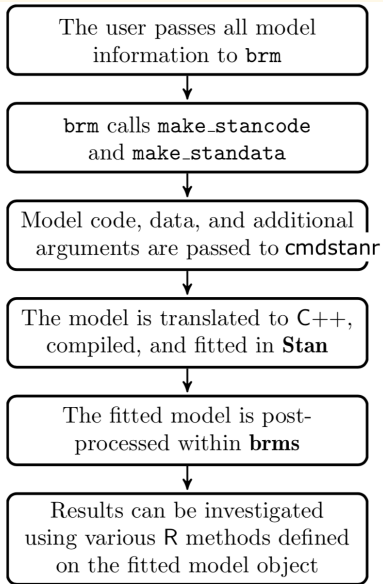 The user passes all model
information to brm
brm calls make_stancode
and make_standata
Model code, data, and additional
arguments are passed to cmdstanr
The model is translated to C++,
compiled, and fitted in Stan
The fitted model is post-
processed within brms
Results can be investigated
using various R methods defined
on the fitted model object